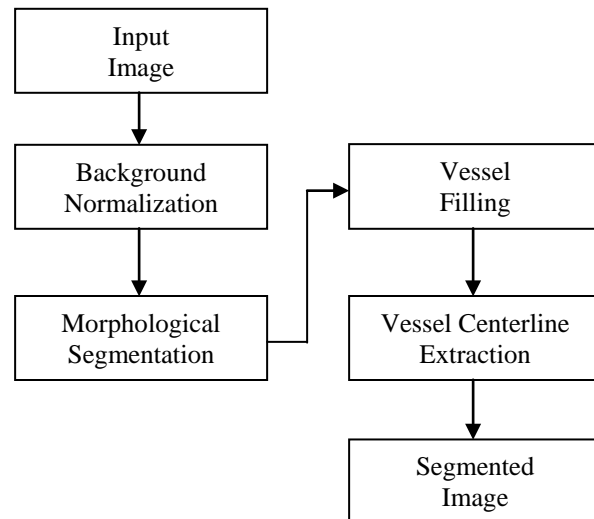 Input
Image
Background
Normalization
Morphological
Segmentation
Vessel
Filling
Vessel Centerline
Extraction
Segmented
Image